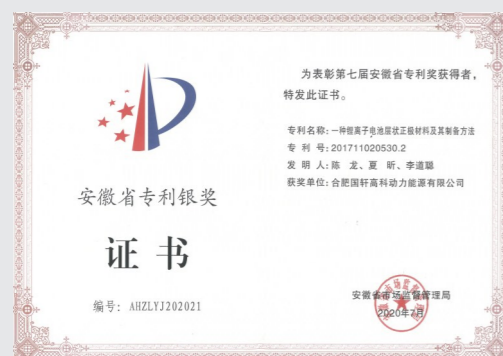 安徽省专利银奖
证书
编号：AHZLYJ202021
为表彰第七届安徽省专利奖获得者，
特发此证书。
专利名称：一种锂离子电池层状正极材料及其制备方法
专 利 号：201711020530.2
发 明 人：陈 龙、夏 昕、李道聪
获奖单位：合肥国轩高科动力能源有限公司
安徽省市场监督管理局
2020年7月